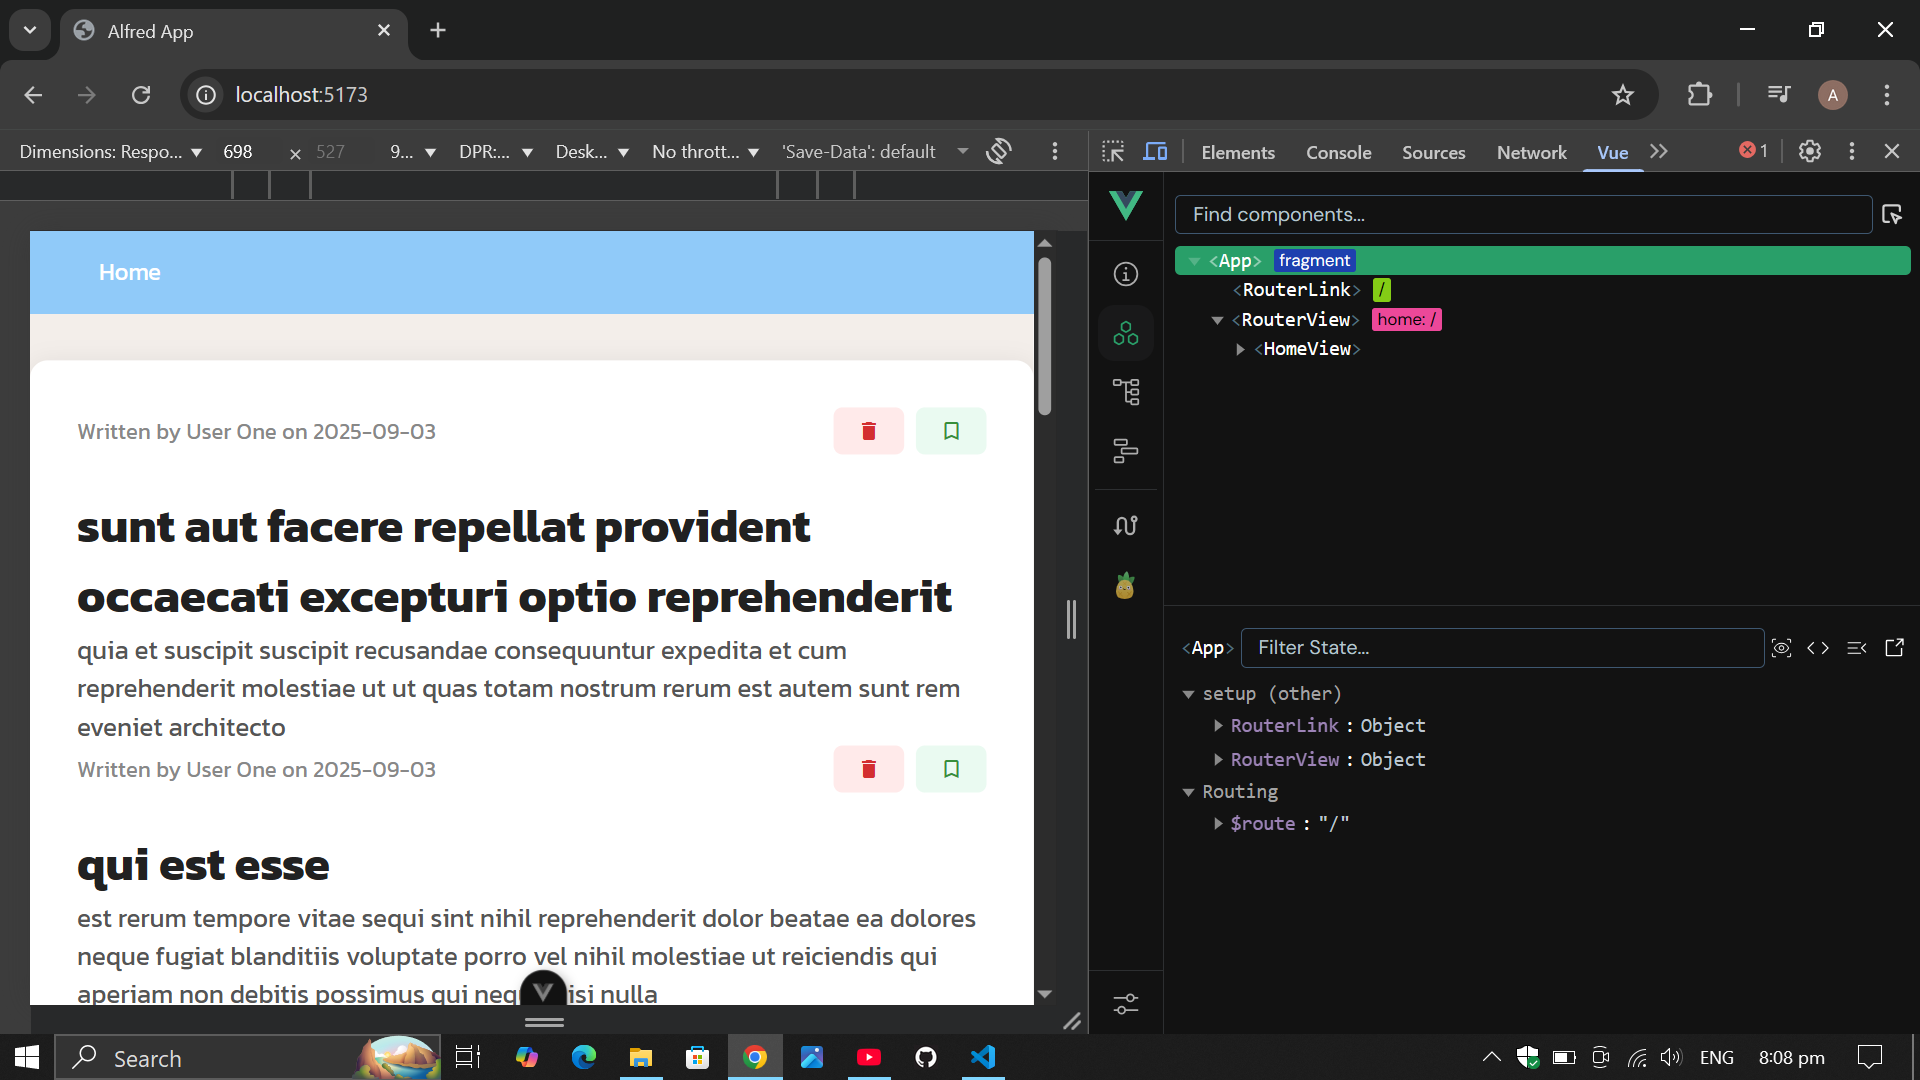 Alfred App
localhost:5173
A
Dimensions: Respo... 698 × 527 9... DPR:... Desk... No thrott... 'Save-Data': default
Elements Console Sources Network Vue 1
Home
Written by User One on 2025-09-03
sunt aut facere repellat provident
occaecati excepturi optio reprehenderit
quia et suscipit suscipit recusandae consequuntur expedita et cum
reprehenderit molestiae ut ut quas totam nostrum rerum est autem sunt rem
eveniet architecto
Written by User One on 2025-09-03
qui est esse
est rerum tempore vitae sequi sint nihil reprehenderit dolor beatae ea dolores
neque fugiat blanditiis voluptate porro vel nihil molestiae ut reiciendis qui
aperiam non debitis possimus qui neq isi nulla
Find components...
<App> fragment
<RouterLink> /
<RouterView> home: /
<HomeView>
<App> Filter State...
setup (other)
RouterLink : Object
RouterView : Object
Routing
$route : "/"
Search
ENG 8:08 pm